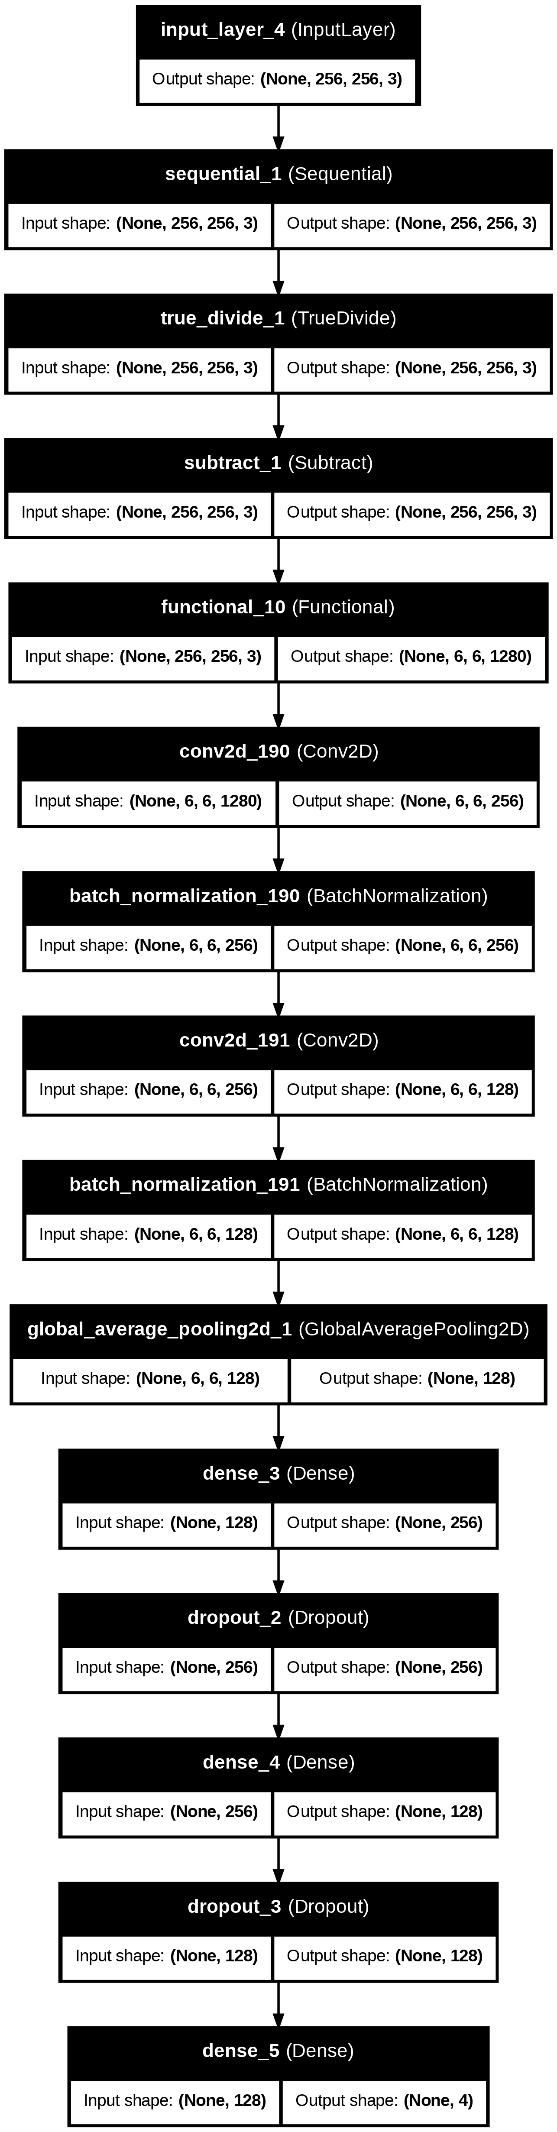 input_layer_4 (InputLayer)
Output shape: (None, 256, 256, 3)
sequential_1 (Sequential)
Input shape: (None, 256, 256, 3) Output shape: (None, 256, 256, 3)
true_divide_1 (TrueDivide)
Input shape: (None, 256, 256, 3) Output shape: (None, 256, 256, 3)
subtract_1 (Subtract)
Input shape: (None, 256, 256, 3) Output shape: (None, 256, 256, 3)
functional_10 (Functional)
Input shape: (None, 256, 256, 3) Output shape: (None, 6, 6, 1280)
conv2d_190 (Conv2D)
Input shape: (None, 6, 6, 1280) Output shape: (None, 6, 6, 256)
batch_normalization_190 (BatchNormalization)
Input shape: (None, 6, 6, 256) Output shape: (None, 6, 6, 256)
conv2d_191 (Conv2D)
Input shape: (None, 6, 6, 256) Output shape: (None, 6, 6, 128)
batch_normalization_191 (BatchNormalization)
Input shape: (None, 6, 6, 128) Output shape: (None, 6, 6, 128)
global_average_pooling2d_1 (GlobalAveragePooling2D)
Input shape: (None, 6, 6, 128) Output shape: (None, 128)
dense_3 (Dense)
Input shape: (None, 128) Output shape: (None, 256)
dropout_2 (Dropout)
Input shape: (None, 256) Output shape: (None, 256)
dense_4 (Dense)
Input shape: (None, 256) Output shape: (None, 128)
dropout_3 (Dropout)
Input shape: (None, 128) Output shape: (None, 128)
dense_5 (Dense)
Input shape: (None, 128) Output shape: (None, 4)